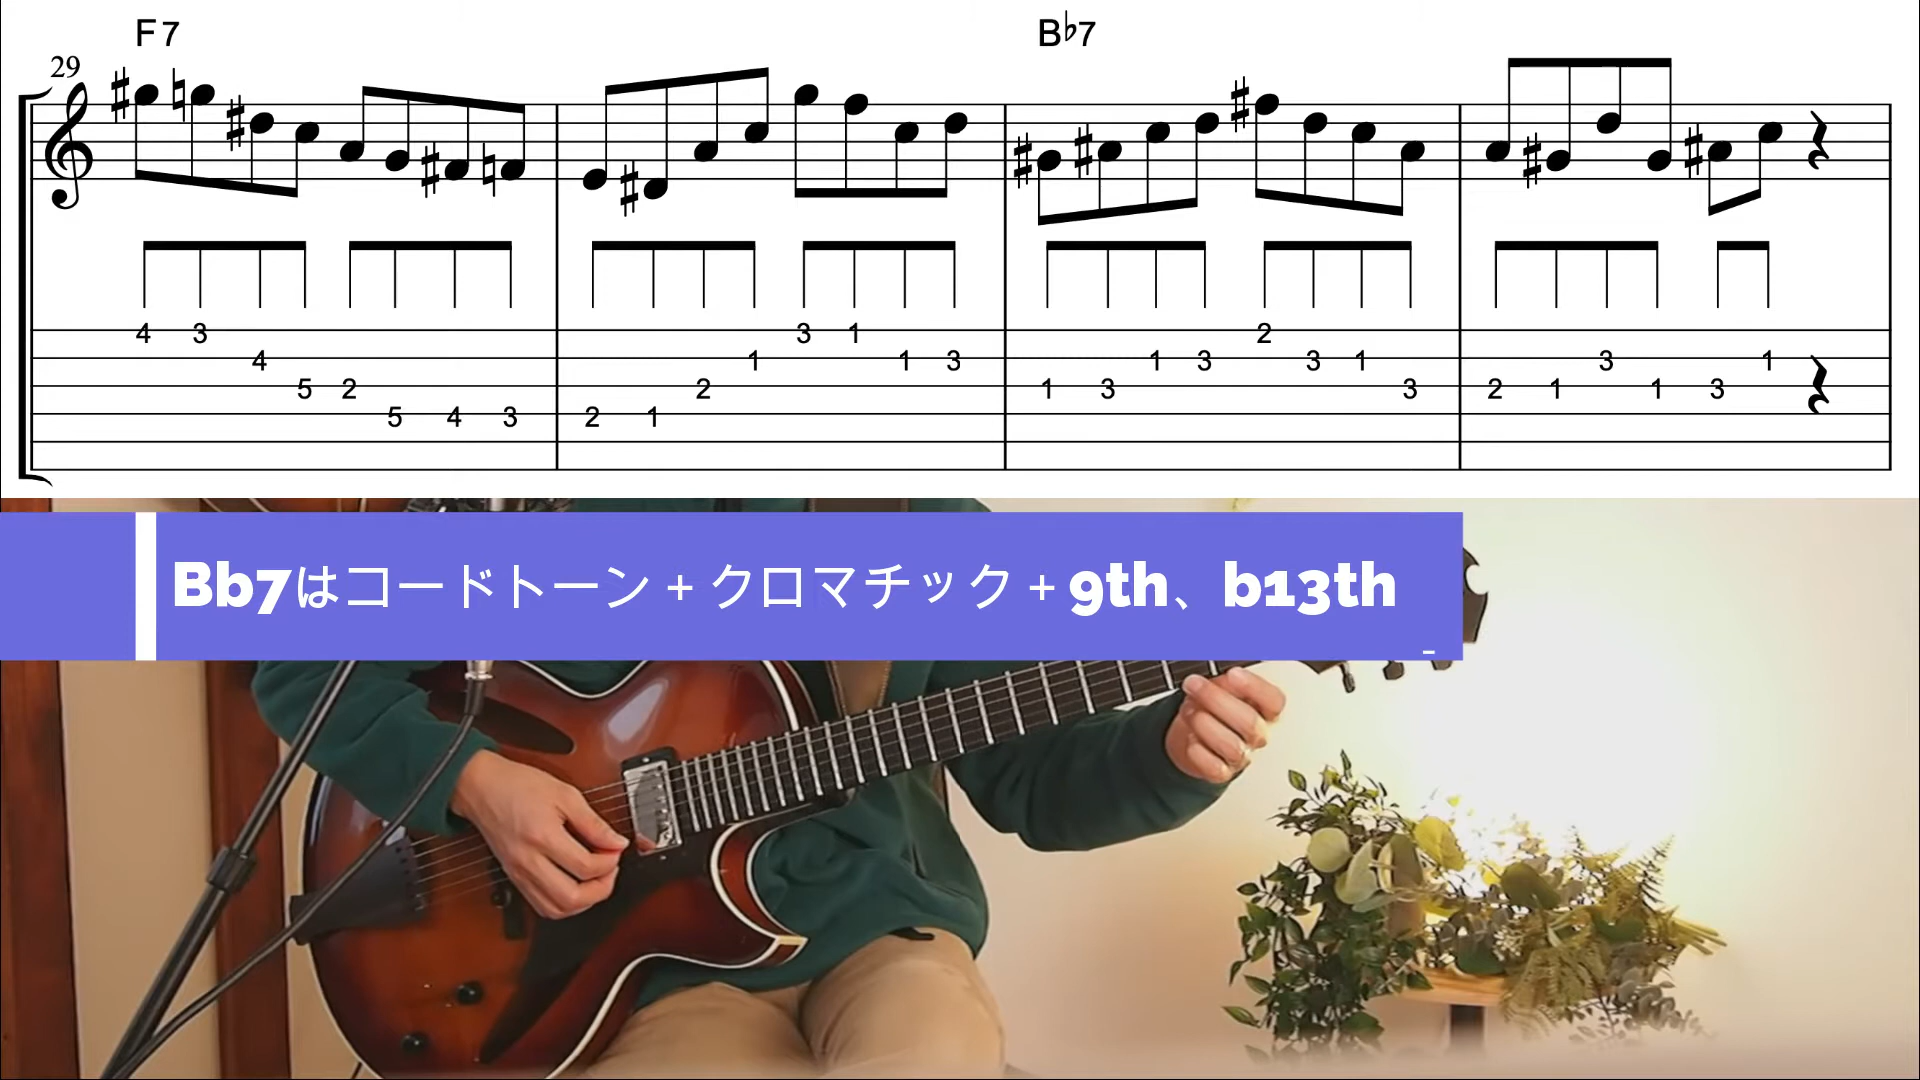 F7 B♭7
29
4 3 3 1 2
4 1 1 3 1 3 3 1 3 1
5 2 2 1 3 3 2 1 1 3
5 4 3 2 1
Bb7はコードトーン + クロマチック + 9th、b13th